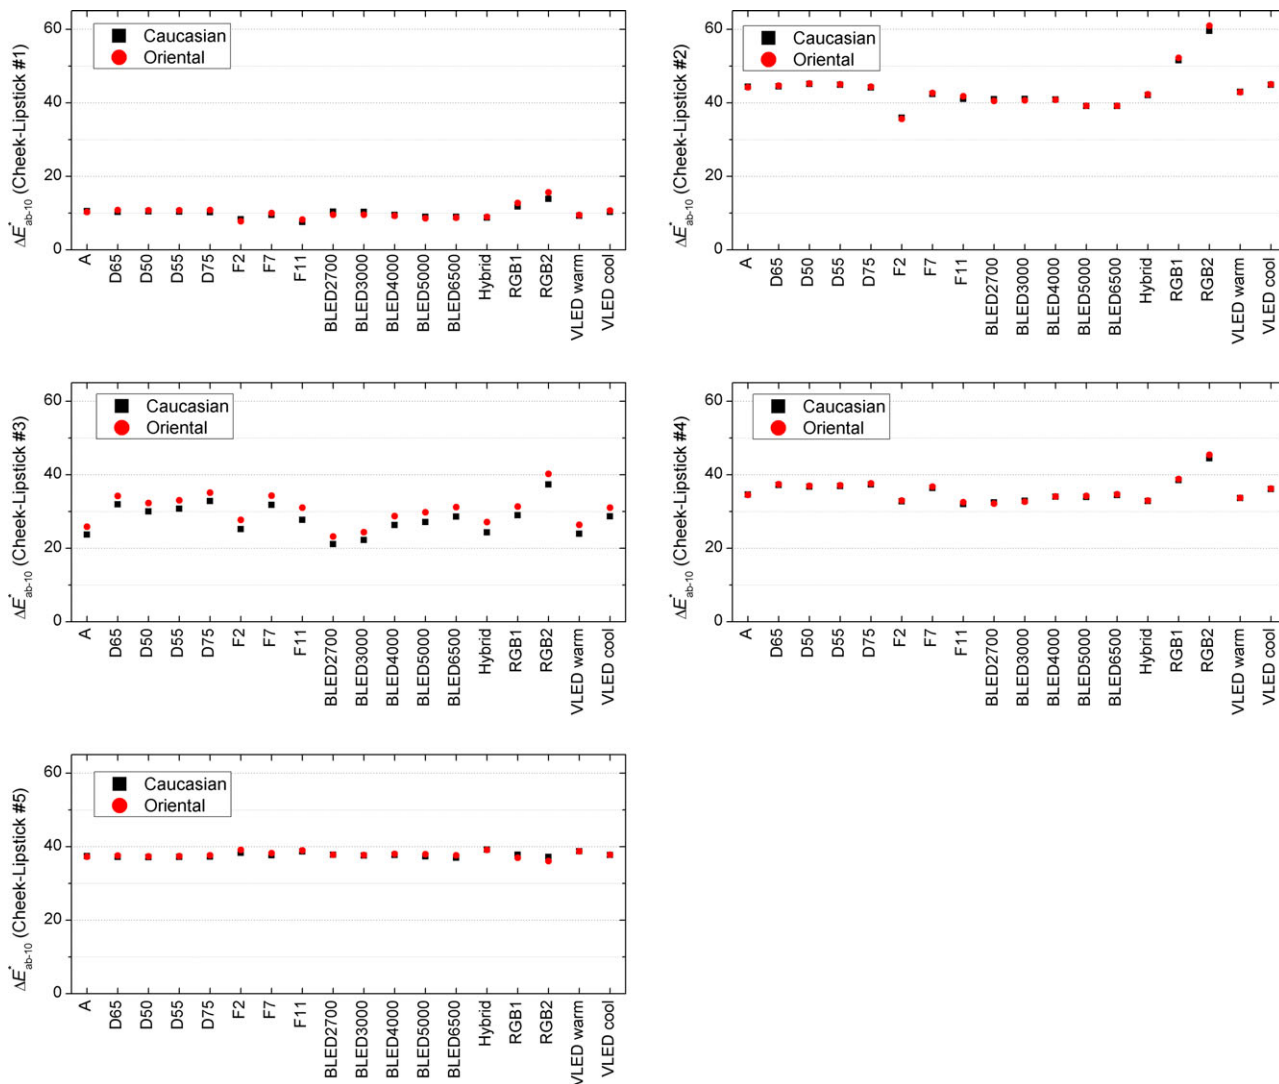 ΔE*ab-10 (Cheek-Lipstick #1)
60
40
20
0
Caucasian
Oriental
A
D65
D50
D55
D75
F2
F7
F11
BLED2700
BLED3000
BLED4000
BLED5000
BLED6500
Hybrid
RGB1
RGB2
VLED warm
VLED cool
ΔE*ab-10 (Cheek-Lipstick #2)
60
40
20
0
Caucasian
Oriental
A
D65
D50
D55
D75
F2
F7
F11
BLED2700
BLED3000
BLED4000
BLED5000
BLED6500
Hybrid
RGB1
RGB2
VLED warm
VLED cool
ΔE*ab-10 (Cheek-Lipstick #3)
60
40
20
0
Caucasian
Oriental
A
D65
D50
D55
D75
F2
F7
F11
BLED2700
BLED3000
BLED4000
BLED5000
BLED6500
Hybrid
RGB1
RGB2
VLED warm
VLED cool
ΔE*ab-10 (Cheek-Lipstick #4)
60
40
20
0
Caucasian
Oriental
A
D65
D50
D55
D75
F2
F7
F11
BLED2700
BLED3000
BLED4000
BLED5000
BLED6500
Hybrid
RGB1
RGB2
VLED warm
VLED cool
ΔE*ab-10 (Cheek-Lipstick #5)
60
40
20
0
Caucasian
Oriental
A
D65
D50
D55
D75
F2
F7
F11
BLED2700
BLED3000
BLED4000
BLED5000
BLED6500
Hybrid
RGB1
RGB2
VLED warm
VLED cool